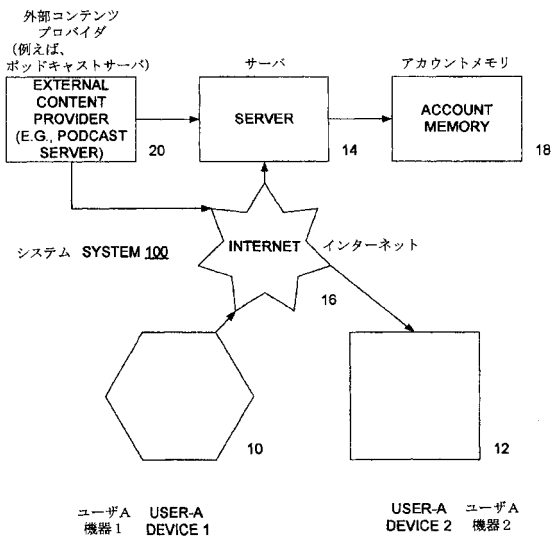 外部コンテンツ
プロバイダ
(例えば、
ポッドキャストサーバ)
サーバ
アカウントメモリ
EXTERNAL
CONTENT
PROVIDER
(E.G., PODCAST
SERVER)
20
SERVER
14
ACCOUNT
MEMORY
18
システム SYSTEM 100
INTERNET
インターネット
16
10
12
ユーザA USER-A
機器1 DEVICE 1
USER-A ユーザA
DEVICE 2 機器2